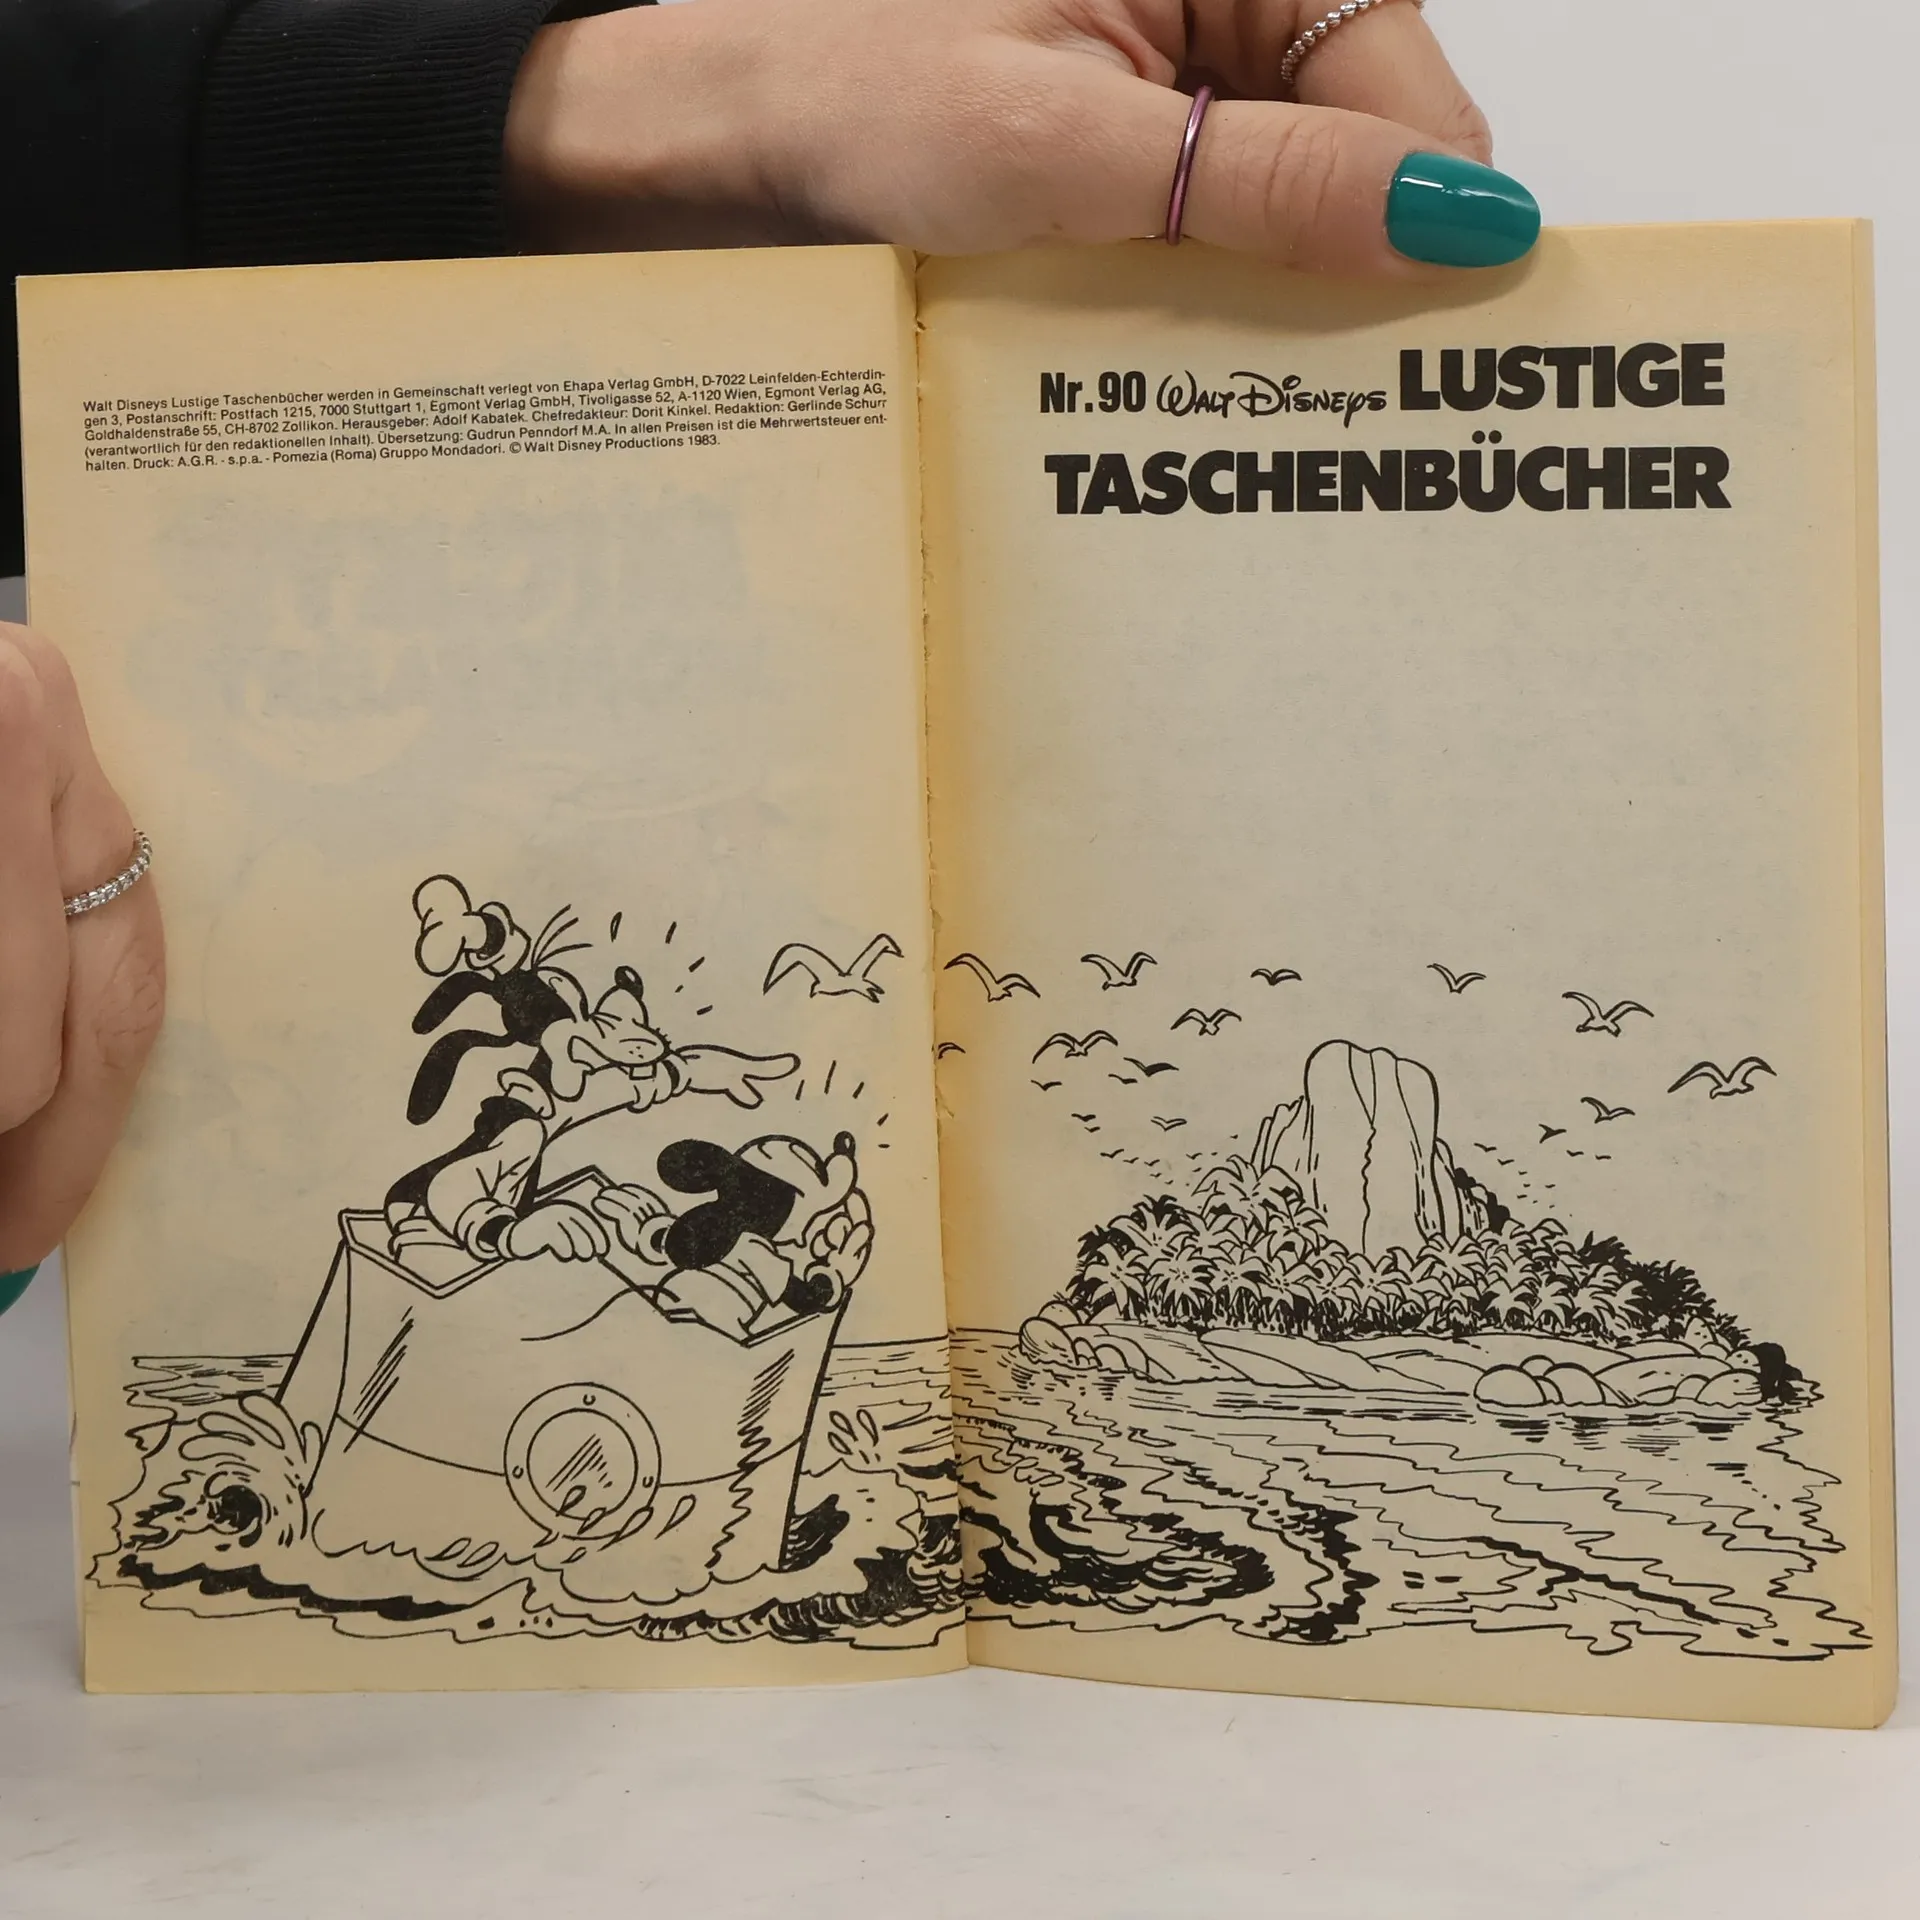 Walt Disneys Lustige Taschenbücher werden in Gemeinschaft verlegt von Ehapa Verlag GmbH, D-7022 Leinfelden-Echterdin-
gen 3, Postanschrift: Postfach 1215, 7000 Stuttgart 1, Egmont Verlag GmbH, Tivoligasse 52, A-1120 Wien, Egmont Verlag AG,
Goldhaldenstraße 55, CH-8702 Zollikon. Herausgeber: Adolf Kabatek. Chefredakteur: Dorit Kinkel. Redaktion: Gerlinde Schurr
(verantwortlich für den redaktionellen Inhalt). Übersetzung: Gudrun Penndorf M.A. In allen Preisen ist die Mehrwertsteuer ent-
halten. Druck: A.G.R. - s.p.a. - Pomezia (Roma) Gruppo Mondadori. © Walt Disney Productions 1983.
Nr. 90 Walt Disneys LUSTIGE
TASCHENBÜCHER